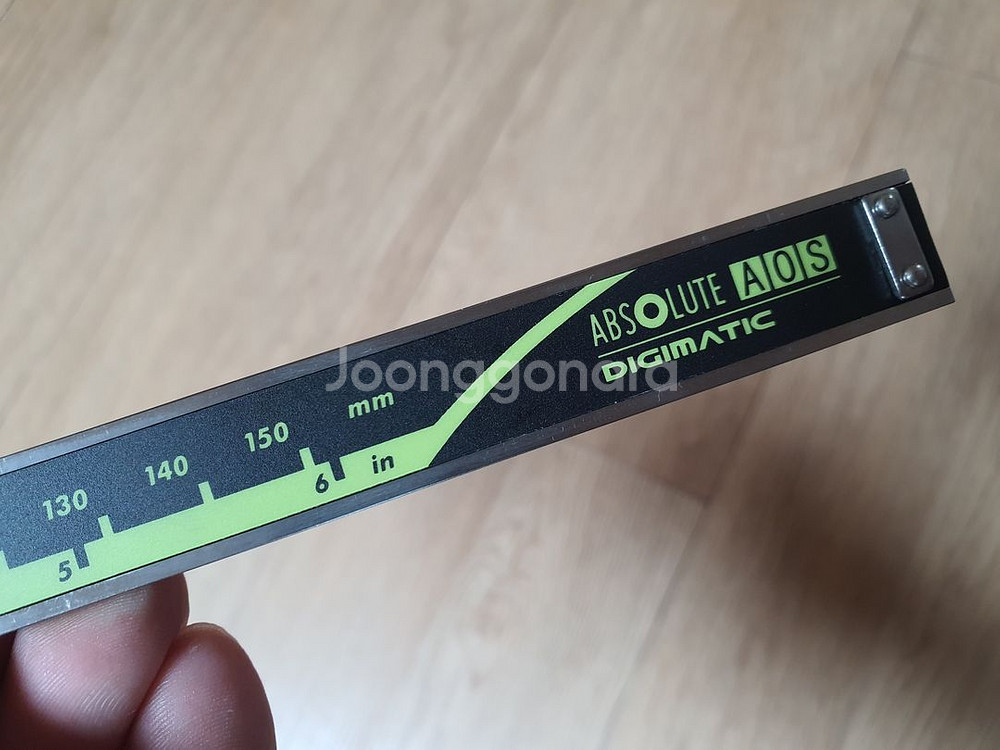 ABSOLUTE AOS
DIGIMATIC
Joonggonara
mm
130 140 150
5 6 in